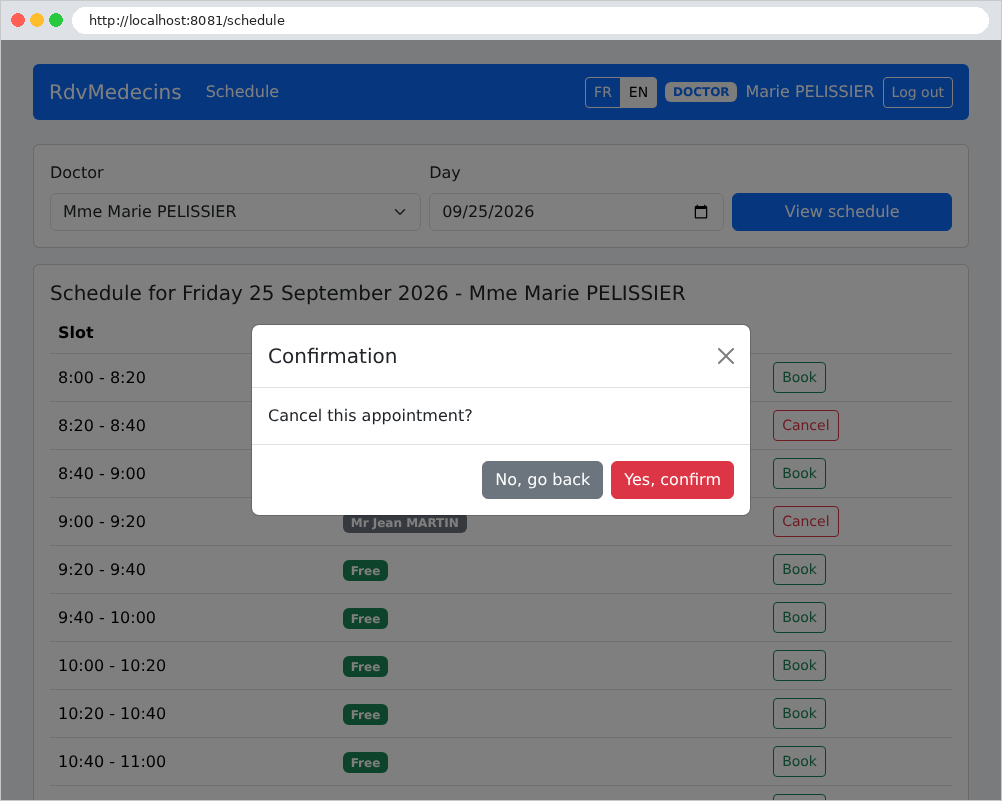 http://localhost:8081/schedule
RdvMedecins Schedule FR EN DOCTOR Marie PELISSIER Log out
Doctor Day
Mme Marie PELISSIER 09/25/2026 View schedule
Schedule for Friday 25 September 2026 - Mme Marie PELISSIER
Slot
Confirmation
Cancel this appointment?
No, go back Yes, confirm
8:00 - 8:20 Book
8:20 - 8:40 Cancel
8:40 - 9:00 Book
9:00 - 9:20 Mr Jean MARTIN Cancel
9:20 - 9:40 Free Book
9:40 - 10:00 Free Book
10:00 - 10:20 Free Book
10:20 - 10:40 Free Book
10:40 - 11:00 Free Book